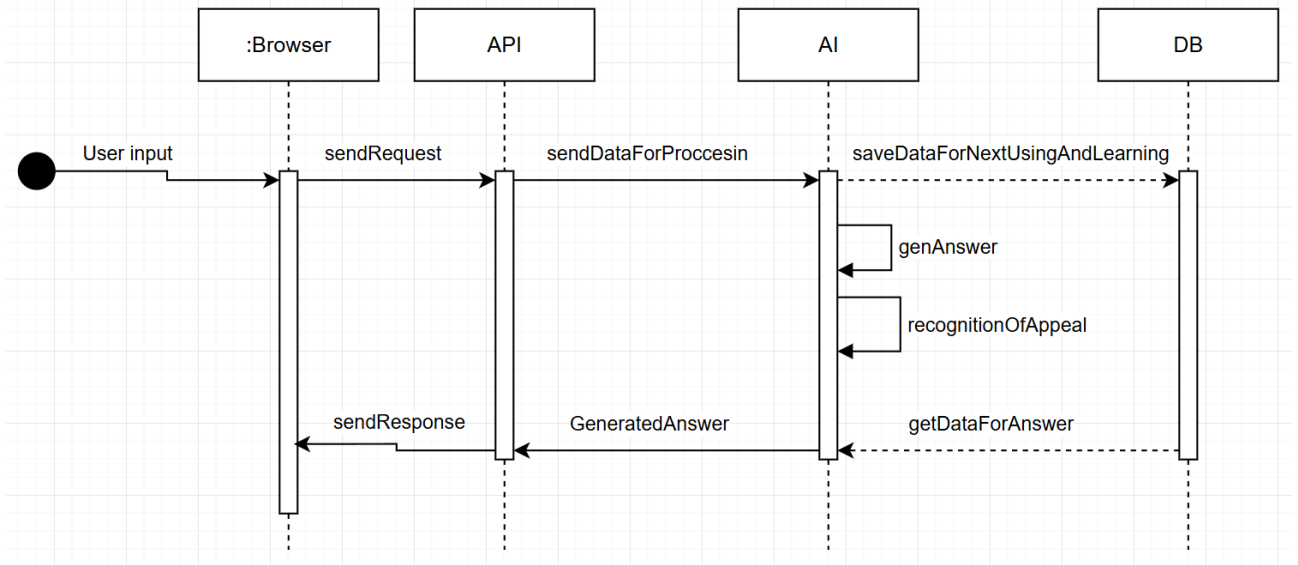 :Browser
API
AI
DB
User input
sendRequest
sendDataForProccesin
saveDataForNextUsingAndLearning
genAnswer
recognitionOfAppeal
sendResponse
GeneratedAnswer
getDataForAnswer